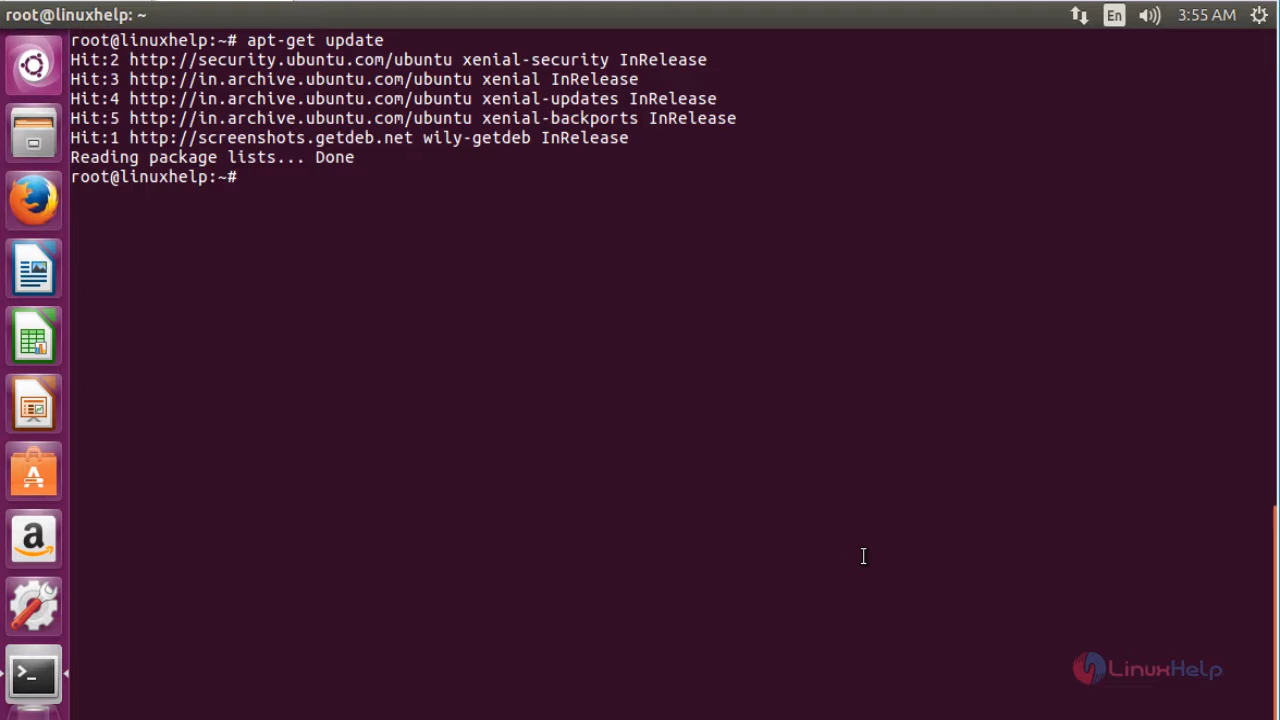 root@linuxhelp: ~
En
3:55 AM
root@linuxhelp:~# apt-get update
Hit:2 http://security.ubuntu.com/ubuntu xenial-security InRelease
Hit:3 http://in.archive.ubuntu.com/ubuntu xenial InRelease
Hit:4 http://in.archive.ubuntu.com/ubuntu xenial-updates InRelease
Hit:5 http://in.archive.ubuntu.com/ubuntu xenial-backports InRelease
Hit:1 http://screenshots.getdeb.net wily-getdeb InRelease
Reading package lists... Done
root@linuxhelp:~#
LinuxHelp